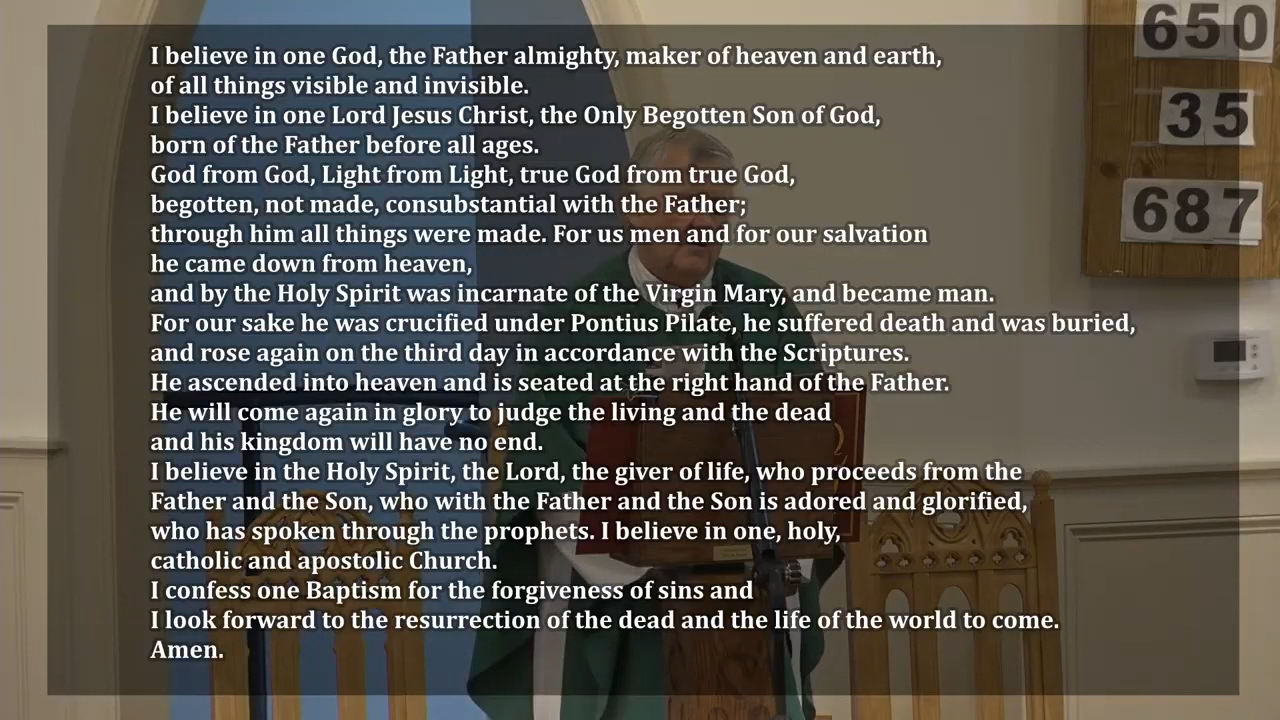 I believe in one God, the Father almighty, maker of heaven and earth,
of all things visible and invisible.
I believe in one Lord Jesus Christ, the Only Begotten Son of God,
born of the Father before all ages.
God from God, Light from Light, true God from true God,
begotten, not made, consubstantial with the Father;
through him all things were made. For us men and for our salvation
he came down from heaven,
and by the Holy Spirit was incarnate of the Virgin Mary, and became man.
For our sake he was crucified under Pontius Pilate, he suffered death and was buried,
and rose again on the third day in accordance with the Scriptures.
He ascended into heaven and is seated at the right hand of the Father.
He will come again in glory to judge the living and the dead
and his kingdom will have no end.
I believe in the Holy Spirit, the Lord, the giver of life, who proceeds from the
Father and the Son, who with the Father and the Son is adored and glorified,
who has spoken through the prophets. I believe in one, holy,
catholic and apostolic Church.
I confess one Baptism for the forgiveness of sins and
I look forward to the resurrection of the dead and the life of the world to come.
Amen.
650
35
687